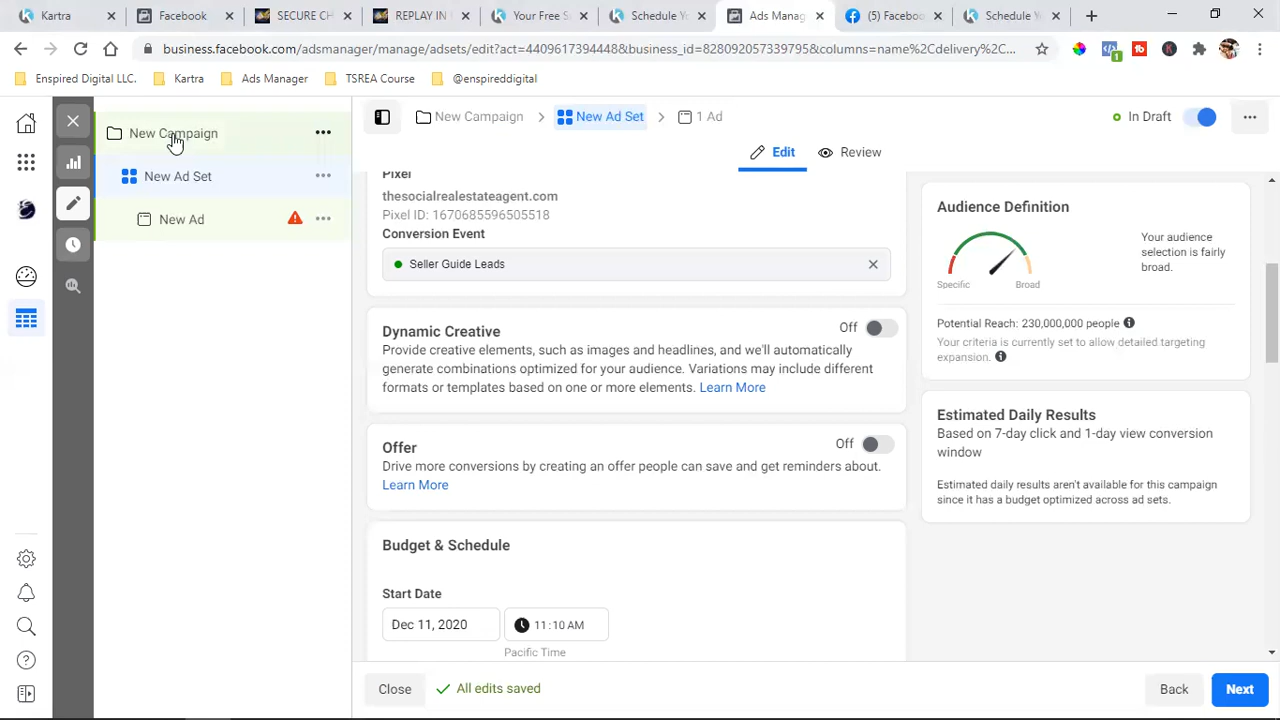 Kartra
Facebook
SECURE CH
REPLAY IN
Your Free S
Schedule Yo
Ads Manag
(5) Facebo
Schedule Yo
business.facebook.com/adsmanager/manage/adsets/edit?act=4409617394448&business_id=828092057339795&columns=name%2Cdelivery%2C...
1
Enspired Digital LLC.
Kartra
Ads Manager
TSREA Course
@enspireddigital
New Campaign
New Ad Set
New Ad
New Campaign
New Ad Set
1 Ad
In Draft
Edit
Review
Pixel
thesocialrealestateagent.com
Pixel ID: 1670685596505518
Conversion Event
Seller Guide Leads
Dynamic Creative
Off
Provide creative elements, such as images and headlines, and we'll automatically
generate combinations optimized for your audience. Variations may include different
formats or templates based on one or more elements. Learn More
Offer
Off
Drive more conversions by creating an offer people can save and get reminders about.
Learn More
Budget & Schedule
Start Date
Dec 11, 2020
11:10 AM
Pacific Time
Audience Definition
Specific
Broad
Your audience
selection is fairly
broad.
Potential Reach: 230,000,000 people
Your criteria is currently set to allow detailed targeting
expansion.
Estimated Daily Results
Based on 7-day click and 1-day view conversion
window
Estimated daily results aren't available for this campaign
since it has a budget optimized across ad sets.
Close
All edits saved
Back
Next